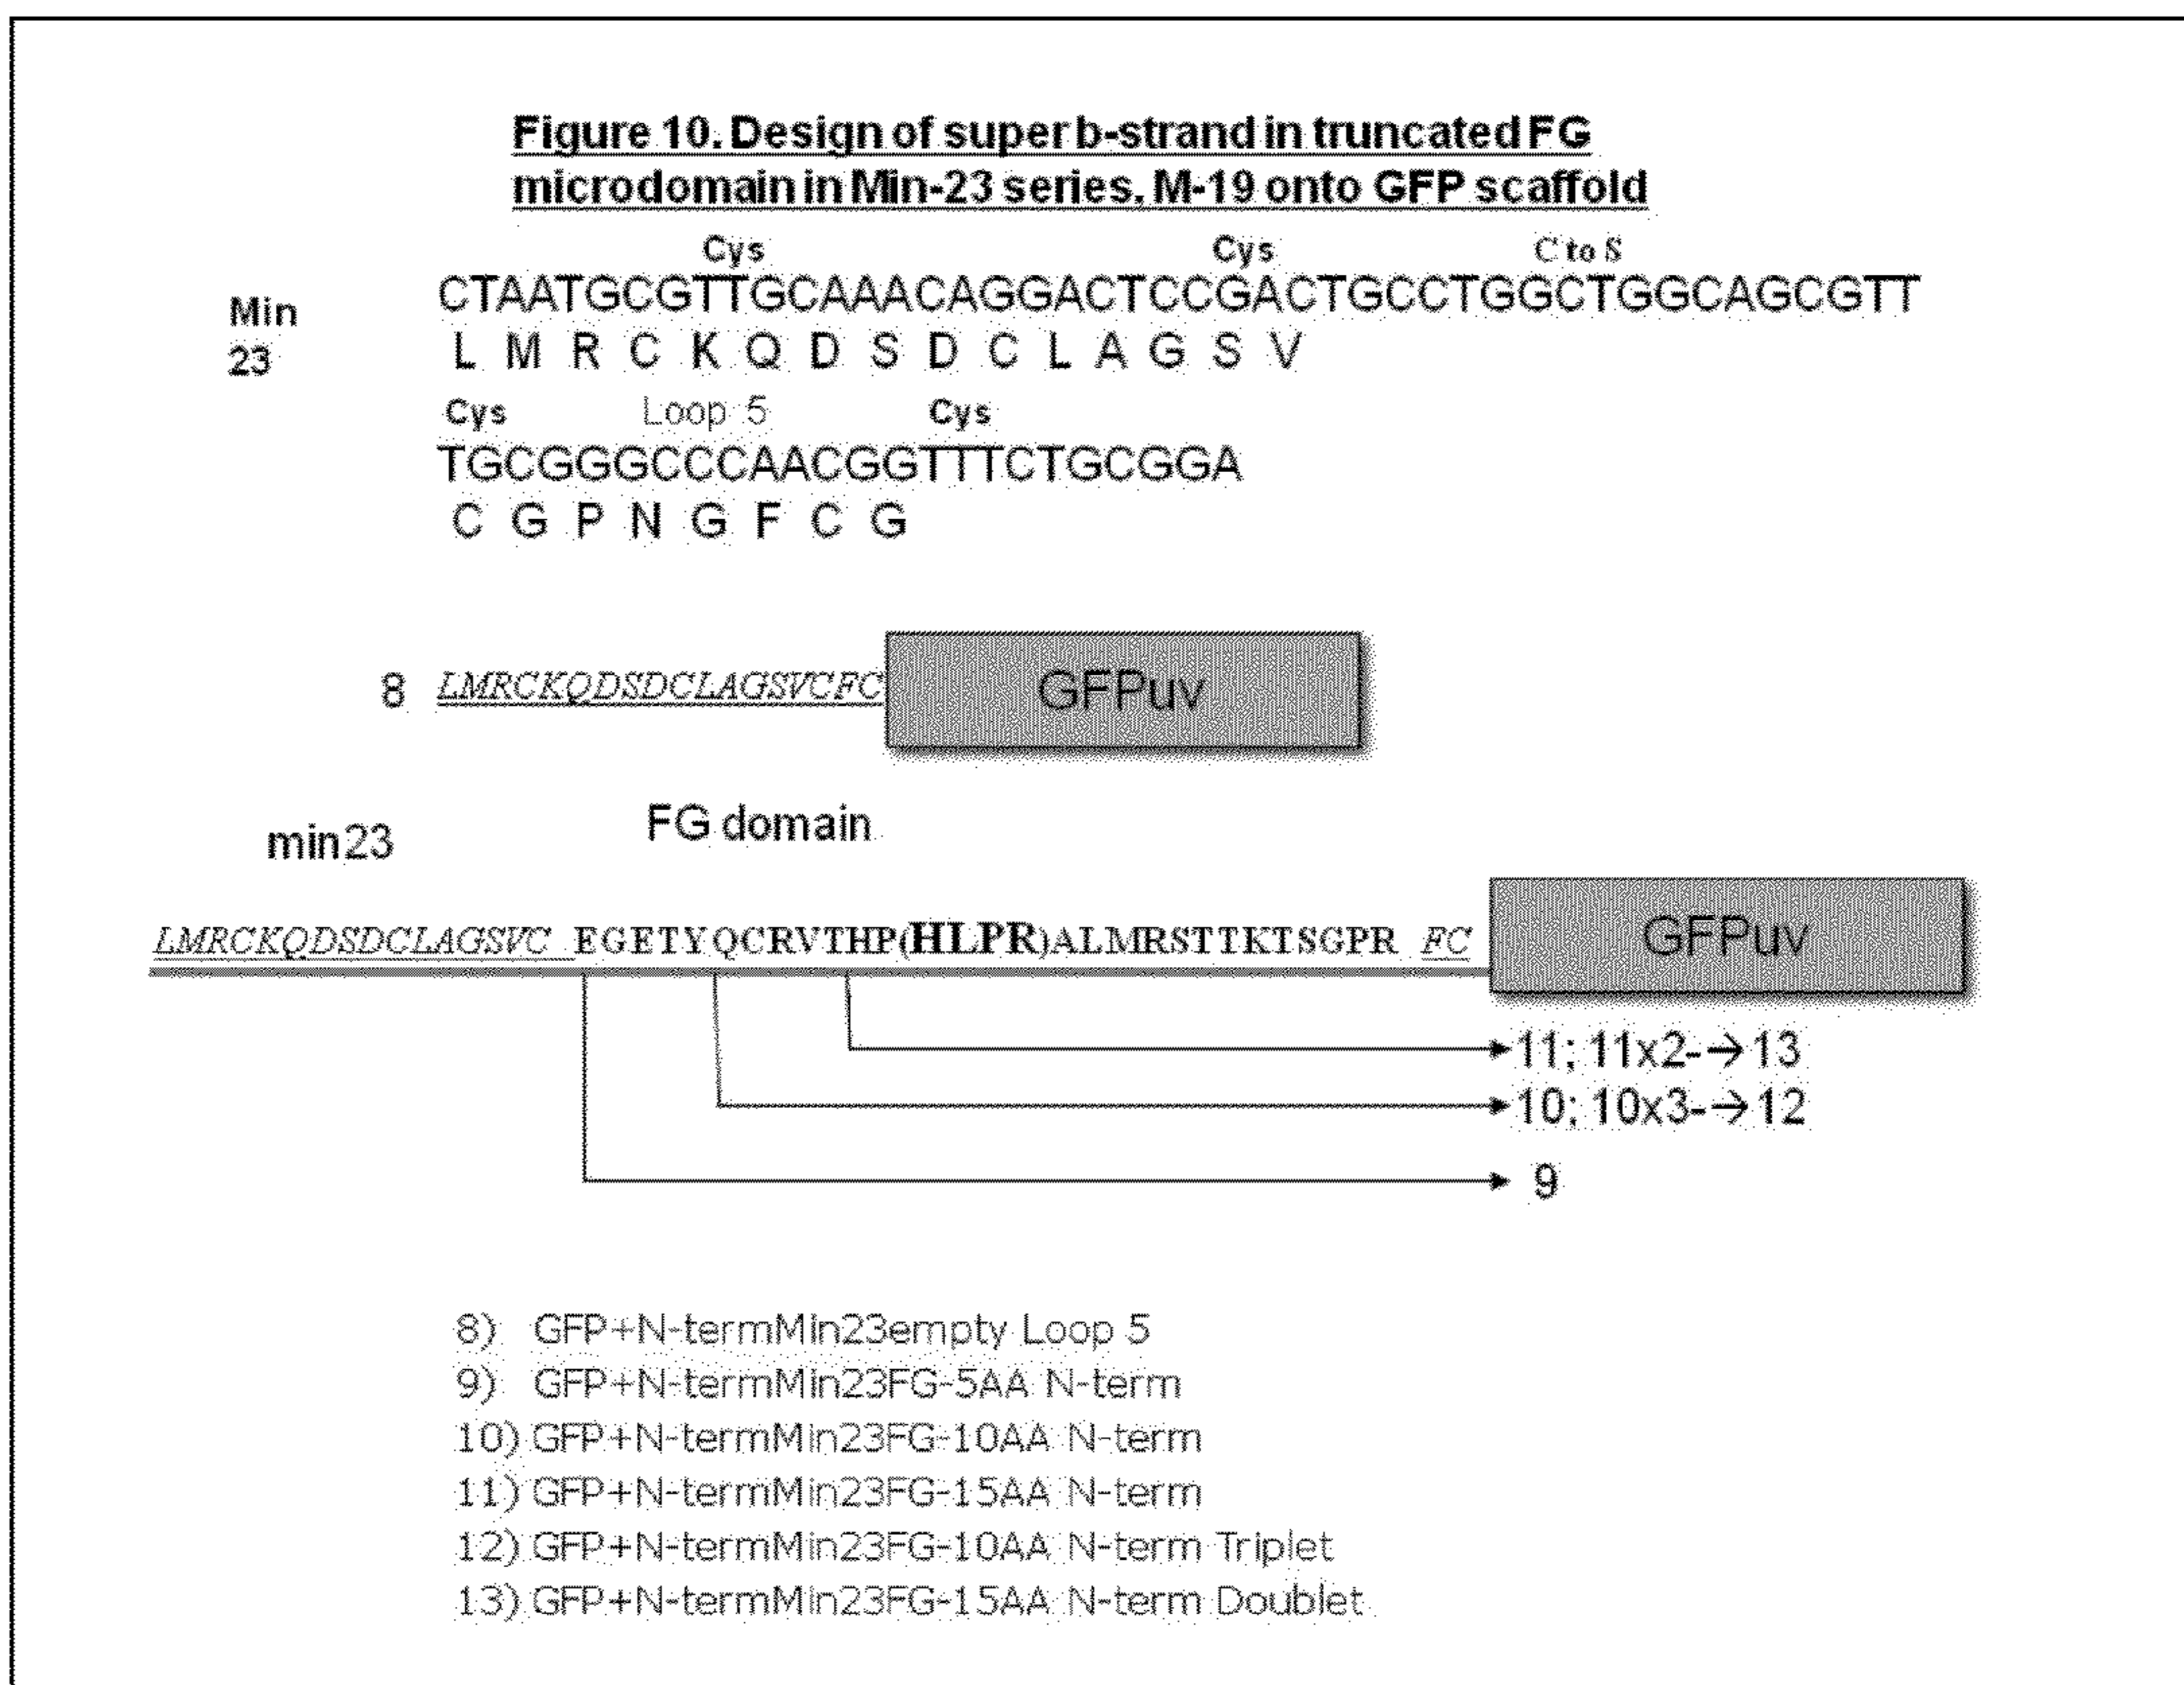 Figure 10. Design of super b-strand in truncated FG
microdomain in Min-23 series, M-19 onto GFP scaffold
Cys Cys C to S
Min
23
CTAATGCGTTGCAAACAGGACTCCGACTGCCTGGCTGGCAGCGTT
L M R C K Q D S D C L A G S V
Cys Loop 5 Cys
TGCGGGCCCAACGGTTTCTGCGGA
C G P N G F C G
8 LMRCKQDSDCLAGSVCFC GFPuv
min23 FG domain
LMRCKQDSDCLAGSVC EGETYQCRVTHP(HLPR)ALMRSTTKTSGPR FC GFPuv
11; 11x2-→13
10; 10x3-→12
9
8) GFP+N-termMin23empty Loop 5
9) GFP+N-termMin23FG-5AA N-term
10) GFP+N-termMin23FG-10AA N-term
11) GFP+N-termMin23FG-15AA N-term
12) GFP+N-termMin23FG-10AA N-term Triplet
13) GFP+N-termMin23FG-15AA N-term Doublet